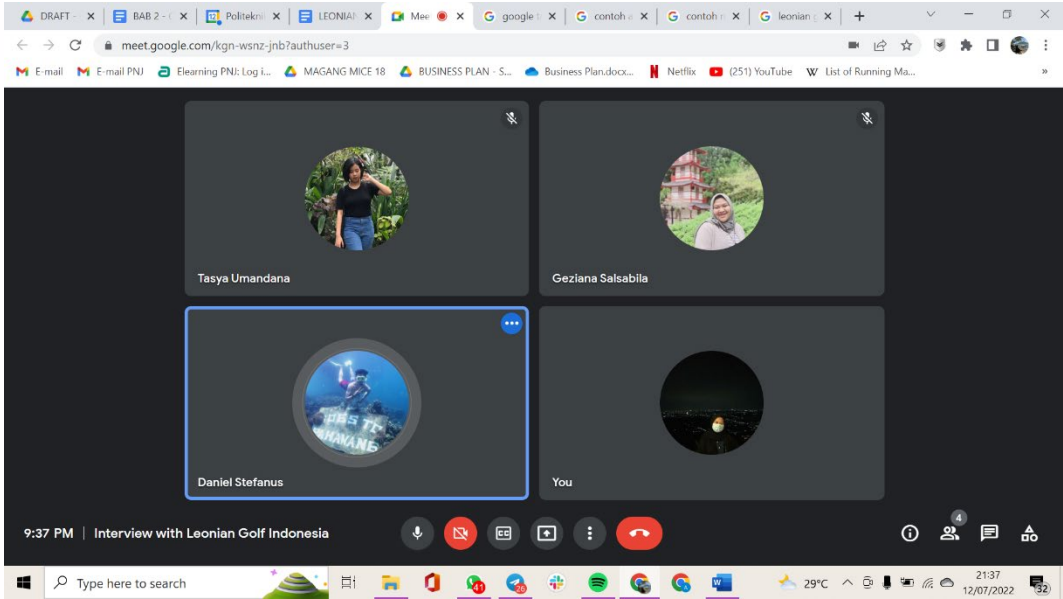 DRAFT -
BAB 2 -
Politekni
LEONIAN
Mee
google
contoh
contoh
leonian
meet.google.com/kgn-wsnz-jnb?authuser=3
E-mail
E-mail PNJ
Elearning PNJ: Log i...
MAGANG MICE 18
BUSINESS PLAN - S...
Business Plan.docx...
Netflix
(251) YouTube
W List of Running Ma...
Tasya Umandana
Geziana Salsabila
Daniel Stefanus
You
9:37 PM | Interview with Leonian Golf Indonesia
CC
4
Type here to search
41
26
29°C
21:37
12/07/2022
32